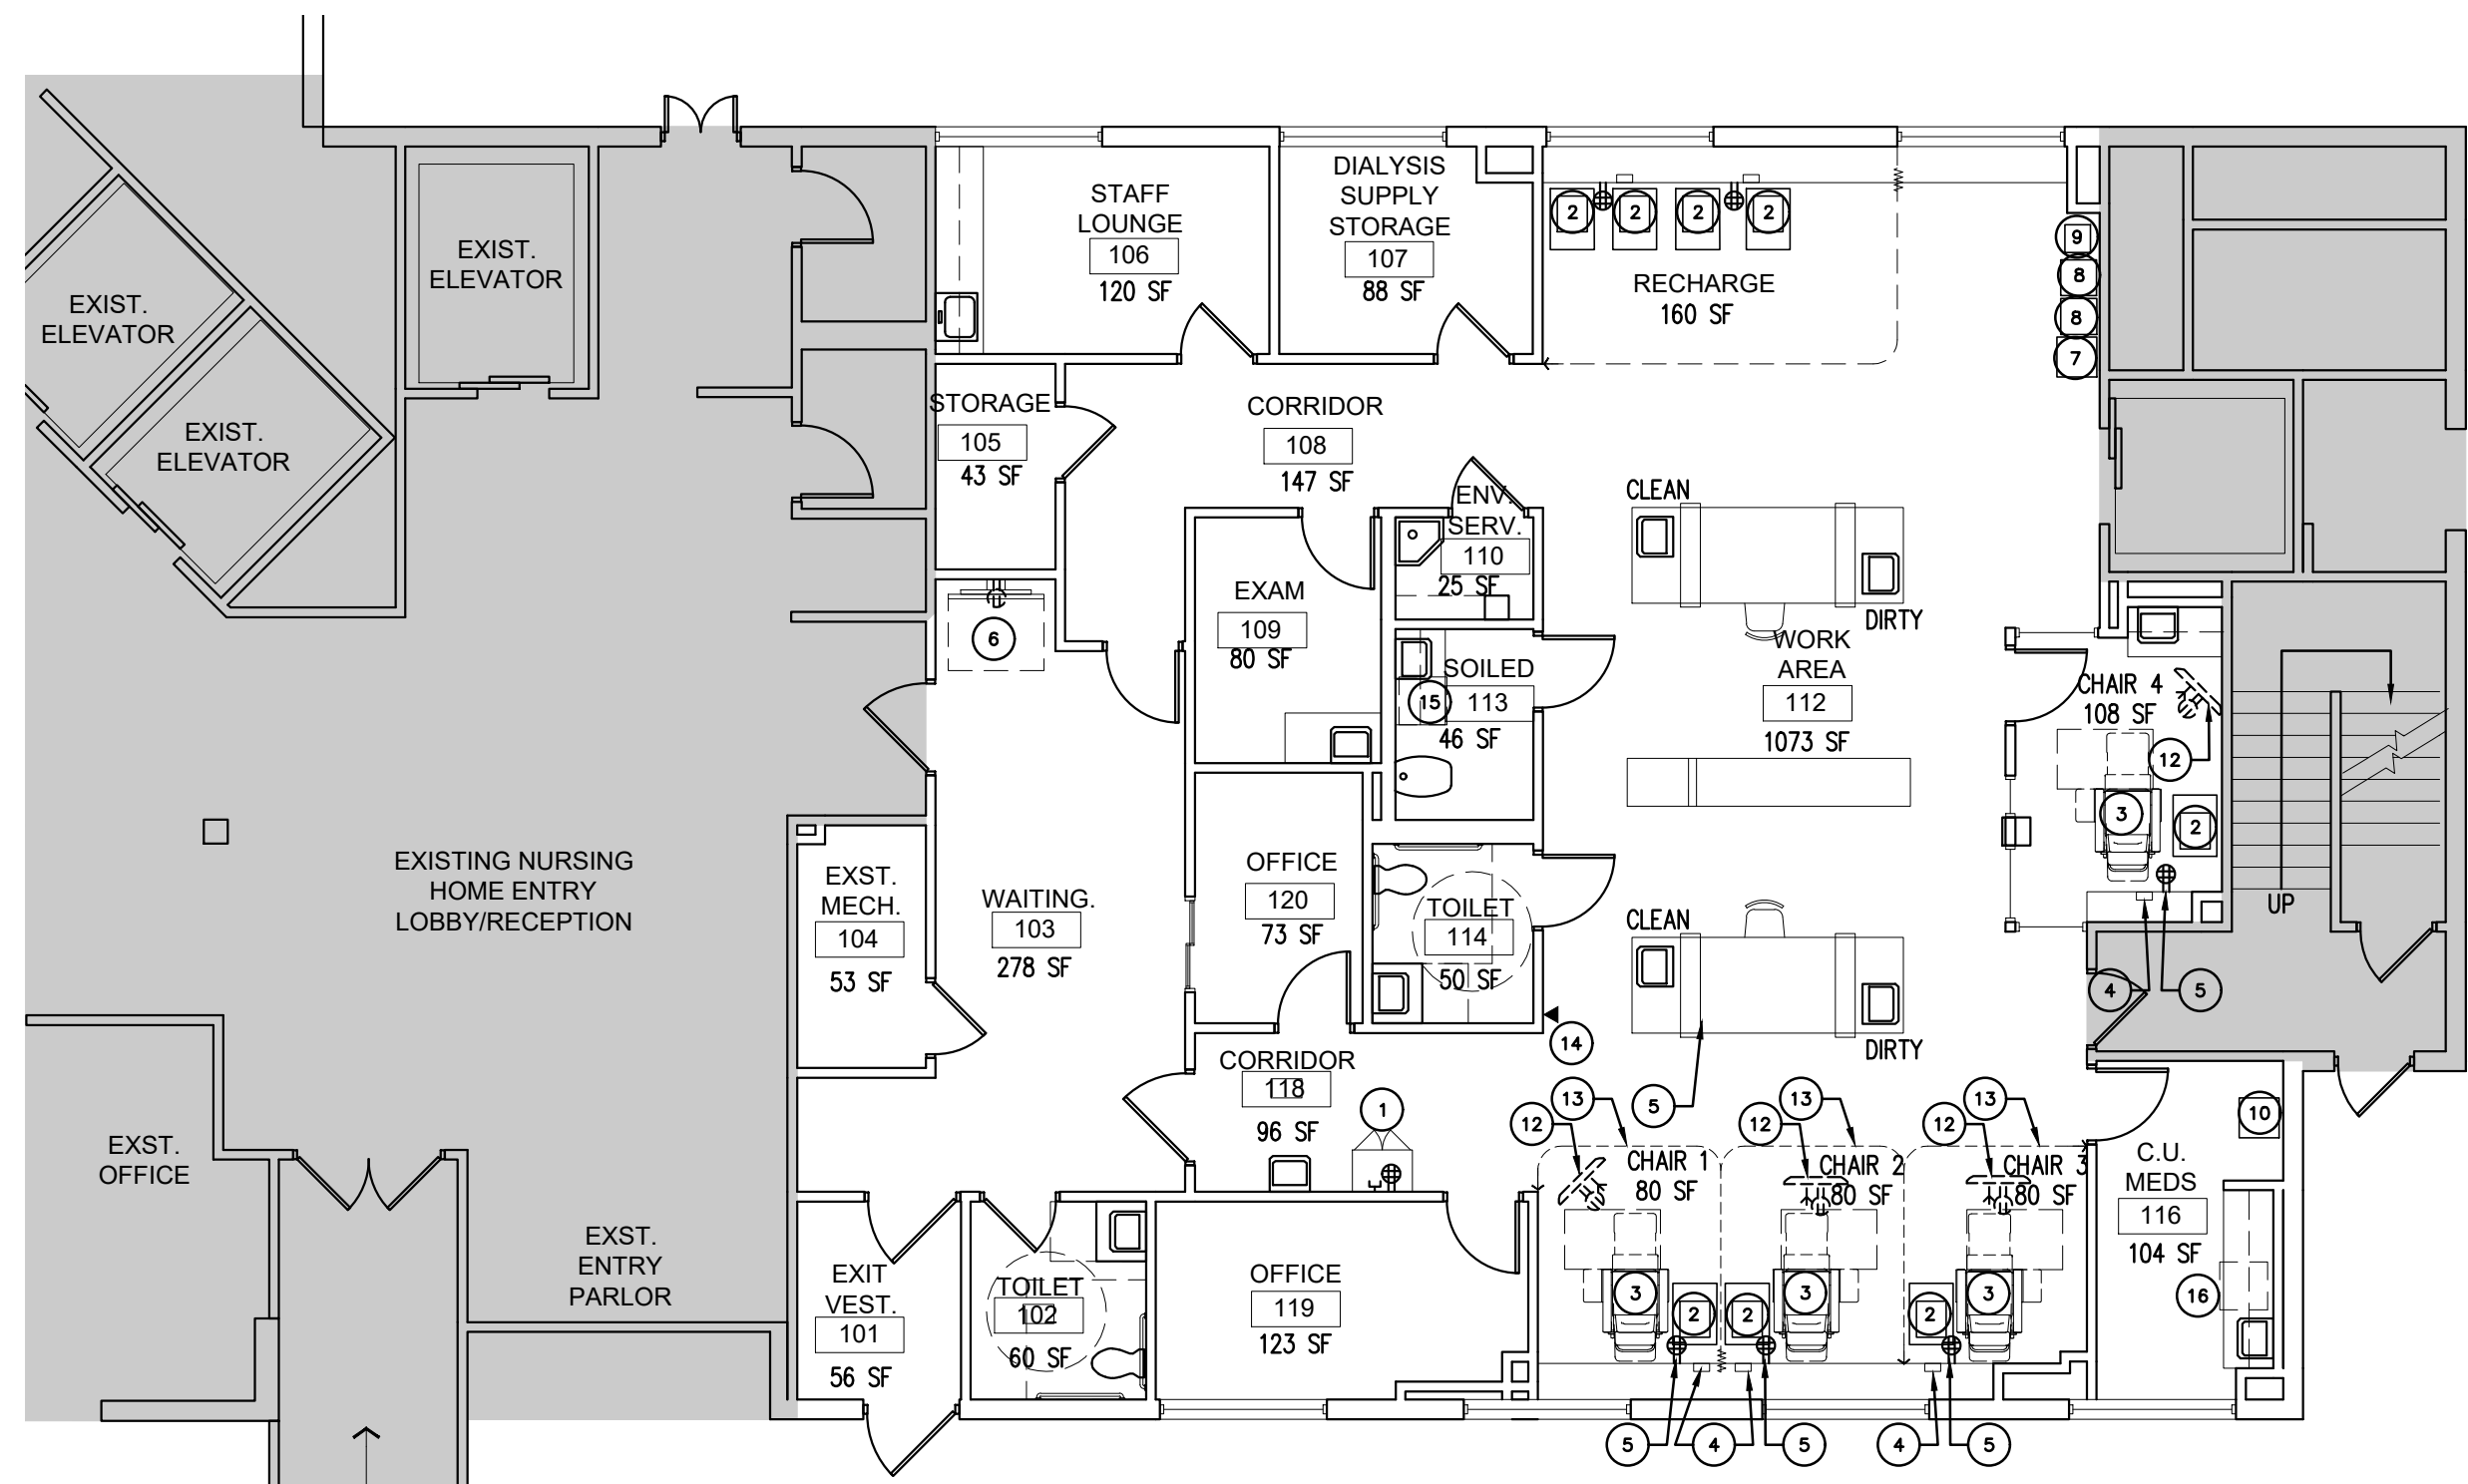 EXIST.
ELEVATOR
EXIST.
ELEVATOR
EXIST.
ELEVATOR
STAFF
LOUNGE
106
120 SF
DIALYSIS
SUPPLY
STORAGE
107
88 SF
2
2
2
2
RECHARGE
160 SF
9
8
8
7
STORAGE
105
43 SF
CORRIDOR
108
147 SF
ENV.
SERV.
110
25 SF
CLEAN
DIRTY
EXAM
109
80 SF
6
SOILED
113
15
46 SF
WORK
AREA
112
1073 SF
CHAIR 4
108 SF
12
3
2
UP
4
5
EXISTING NURSING
HOME ENTRY
LOBBY/RECEPTION
EXST.
MECH.
104
53 SF
WAITING.
103
278 SF
OFFICE
120
73 SF
TOILET
114
50 SF
CLEAN
DIRTY
14
5
CORRIDOR
118
96 SF
1
EXST.
OFFICE
EXST.
ENTRY
PARLOR
EXIT
VEST.
101
56 SF
TOILET
102
60 SF
OFFICE
119
123 SF
13
12
CHAIR 1
80 SF
3
2
13
12
CHAIR 2
80 SF
2
3
13
12
CHAIR 3
80 SF
2
3
10
C.U.
MEDS
116
104 SF
16
5
4
5
4
5